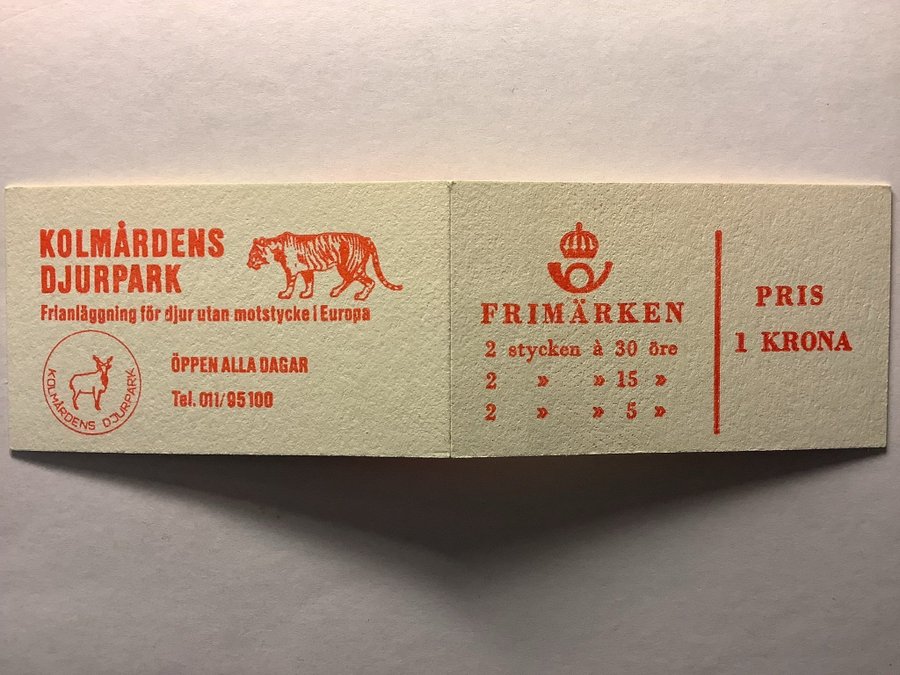 KOLMÅRDENS
DJURPARK
Frianläggning för djur utan motstycke i Europa
KOLMÅRDENS DJURPARK
ÖPPEN ALLA DAGAR
Tel. 011/95100
FRIMÄRKEN
2 stycken à 30 öre
2 » » 15 »
2 » » 5 »
PRIS
1 KRONA